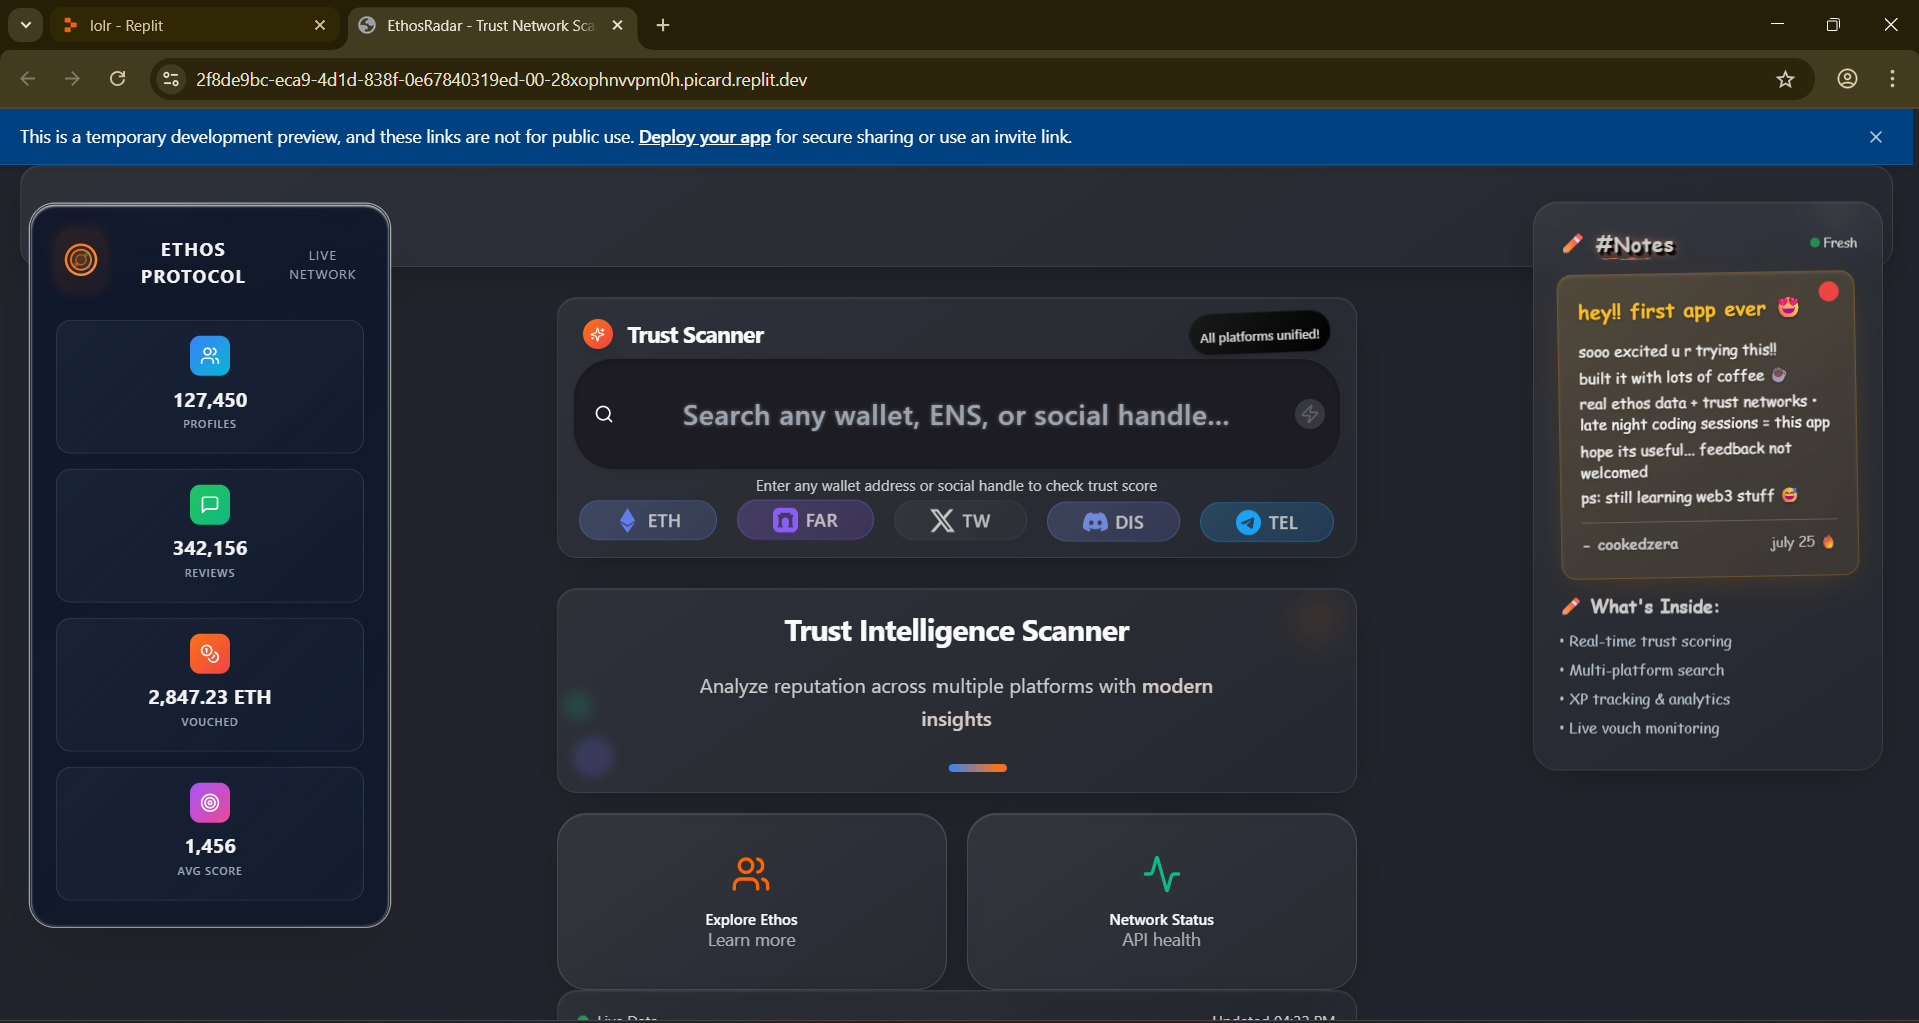 lolr - Replit
EthosRadar - Trust Network Sca
2f8de9bc-eca9-4d1d-838f-0e67840319ed-00-28xophnvvpm0h.picard.replit.dev
This is a temporary development preview, and these links are not for public use. Deploy your app for secure sharing or use an invite link.
ETHOS
PROTOCOL
LIVE
NETWORK
127,450
PROFILES
342,156
REVIEWS
2,847.23 ETH
VOUCHED
1,456
AVG SCORE
Trust Scanner
All platforms unified!
Search any wallet, ENS, or social handle...
Enter any wallet address or social handle to check trust score
ETH
FAR
TW
DIS
TEL
Trust Intelligence Scanner
Analyze reputation across multiple platforms with modern
insights
Explore Ethos
Learn more
Network Status
API health
Live Data
Updated 04:32 PM
#Notes
Fresh
hey!! first app ever 🤩
sooo excited u r trying this!!
built it with lots of coffee ☕
real ethos data + trust networks •
late night coding sessions = this app
hope its useful... feedback not
welcomed
ps: still learning web3 stuff 😅
- cookedzera
july 25 🔥
What's Inside:
• Real-time trust scoring
• Multi-platform search
• XP tracking & analytics
• Live vouch monitoring